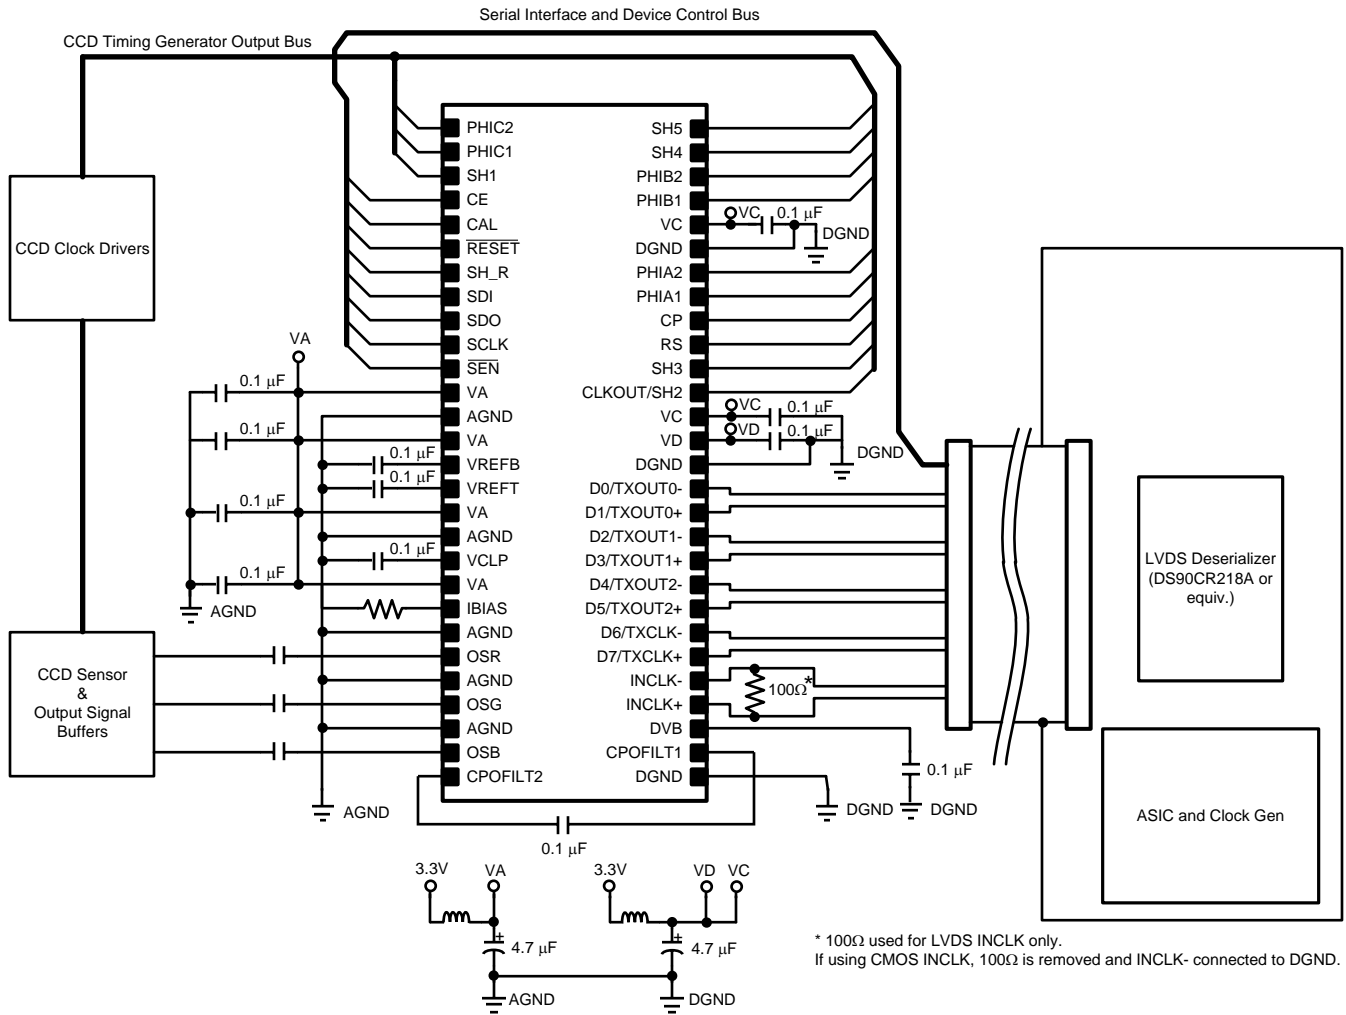 Serial Interface and Device Control Bus
CCD Timing Generator Output Bus
CCD Clock Drivers
CCD Sensor
&
Output Signal
Buffers
PHIC2
PHIC1
SH1
CE
CAL
RESET
SH_R
SDI
SDO
SCLK
SEN
VA
AGND
VA
VREFB
VREFT
VA
AGND
VCLP
VA
IBIAS
AGND
OSR
AGND
OSG
AGND
OSB
CPOFILT2
SH5
SH4
PHIB2
PHIB1
VC
DGND
PHIA2
PHIA1
CP
RS
SH3
CLKOUT/SH2
VC
VD
DGND
D0/TXOUT0-
D1/TXOUT0+
D2/TXOUT1-
D3/TXOUT1+
D4/TXOUT2-
D5/TXOUT2+
D6/TXCLK-
D7/TXCLK+
INCLK-
INCLK+
DVB
CPOFILT1
DGND
VA
0.1 µF
0.1 µF
0.1 µF
0.1 µF
AGND
0.1 µF
0.1 µF
0.1 µF
AGND
VC
0.1 µF
DGND
VC
0.1 µF
VD
0.1 µF
DGND
100Ω*
0.1 µF
DGND
DGND
0.1 µF
LVDS Deserializer
(DS90CR218A or
equiv.)
ASIC and Clock Gen
3.3V
VA
4.7 µF
+
AGND
3.3V
VD
VC
4.7 µF
+
DGND
* 100Ω used for LVDS INCLK only.
If using CMOS INCLK, 100Ω is removed and INCLK- connected to DGND.